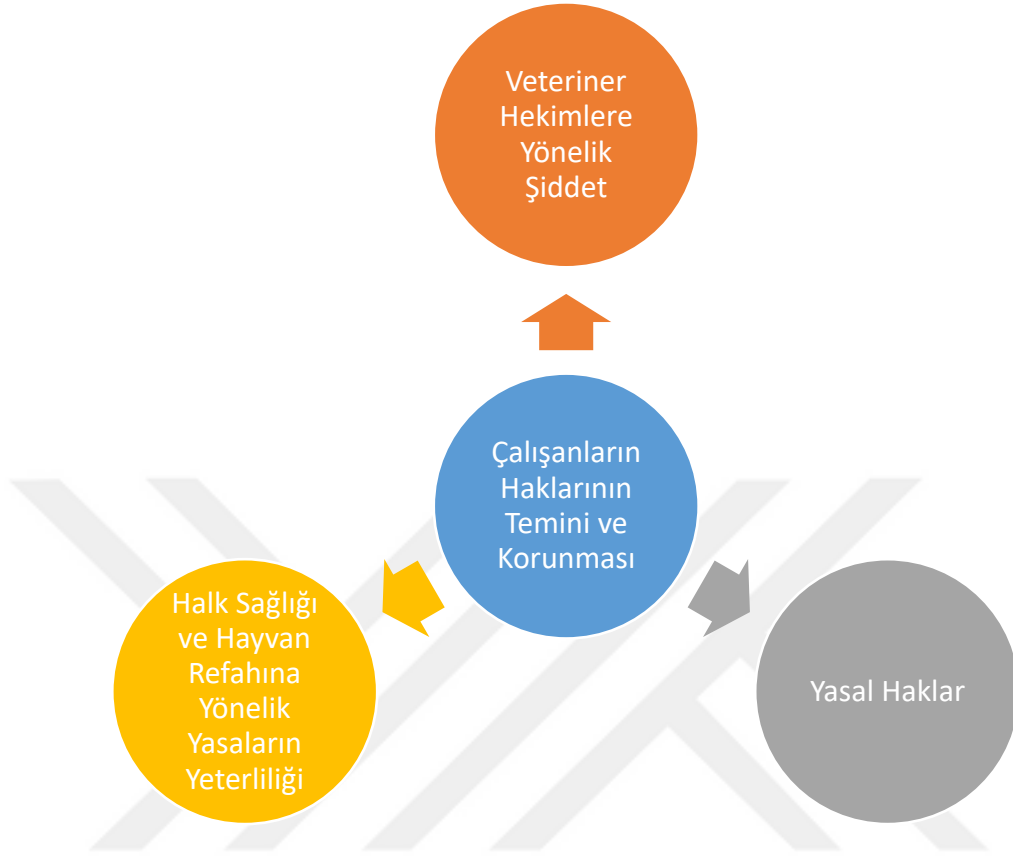 Veteriner
Hekimlere
Yönelik
Şiddet
Çalışanların
Haklarının
Temini ve
Korunması
Halk Sağlığı
ve Hayvan
Refahına
Yönelik
Yasaların
Yeterliliği
Yasal Haklar